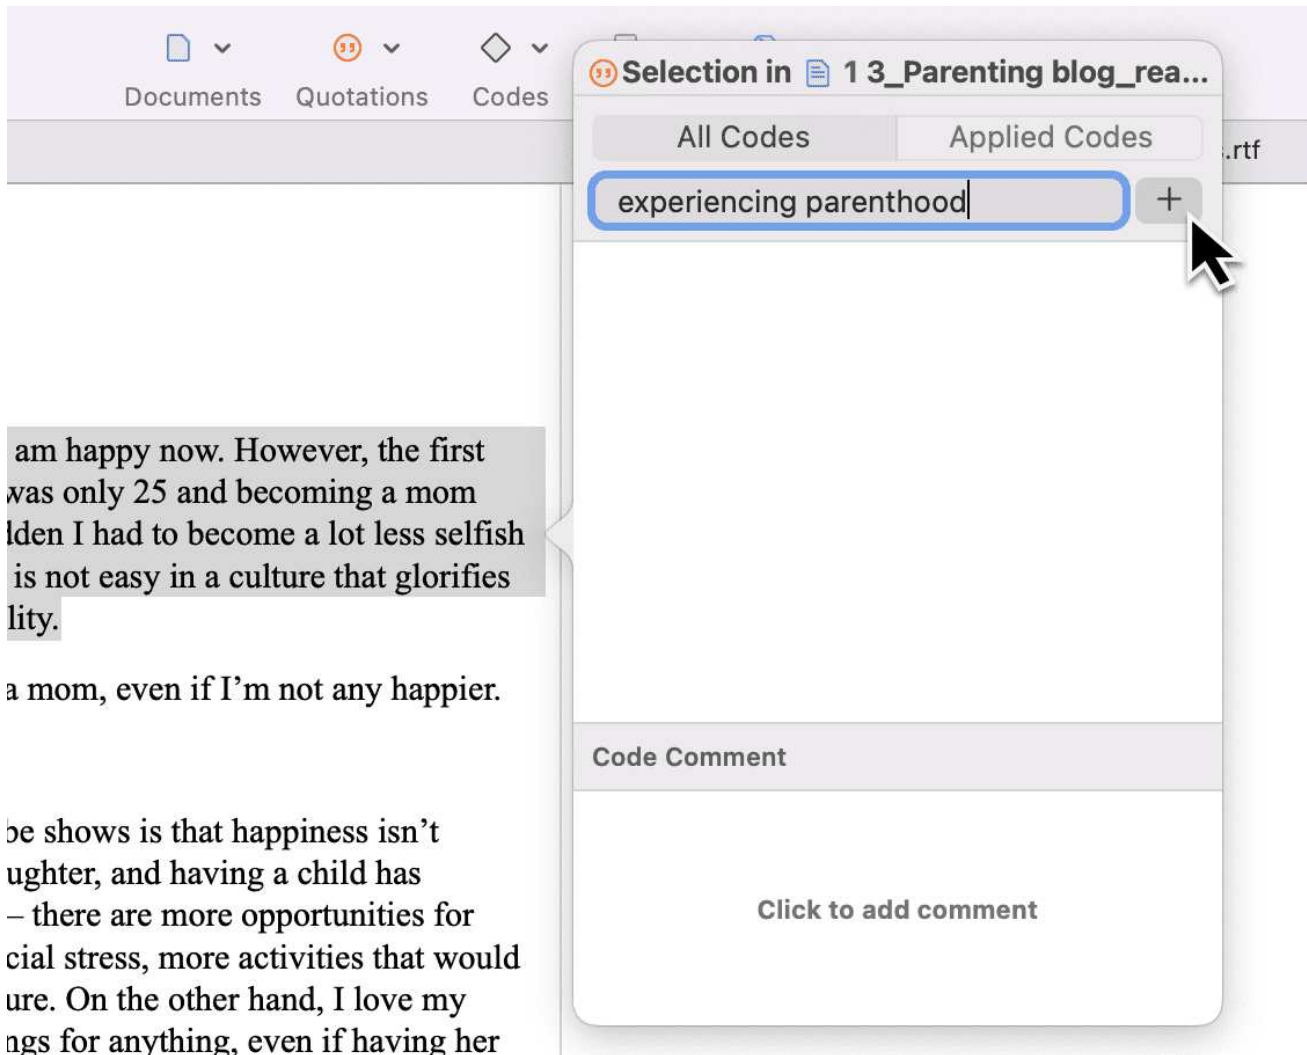 Documents
Quotations
Codes
Selection in 1 3_Parenting blog_rea...
All Codes
Applied Codes
.rtf
experiencing parenthood
am happy now. However, the first
was only 25 and becoming a mom
dden I had to become a lot less selfish
is not easy in a culture that glorifies
lity.
a mom, even if I’m not any happier.
be shows is that happiness isn’t
ughter, and having a child has
– there are more opportunities for
cial stress, more activities that would
ure. On the other hand, I love my
ngs for anything, even if having her
Code Comment
Click to add comment